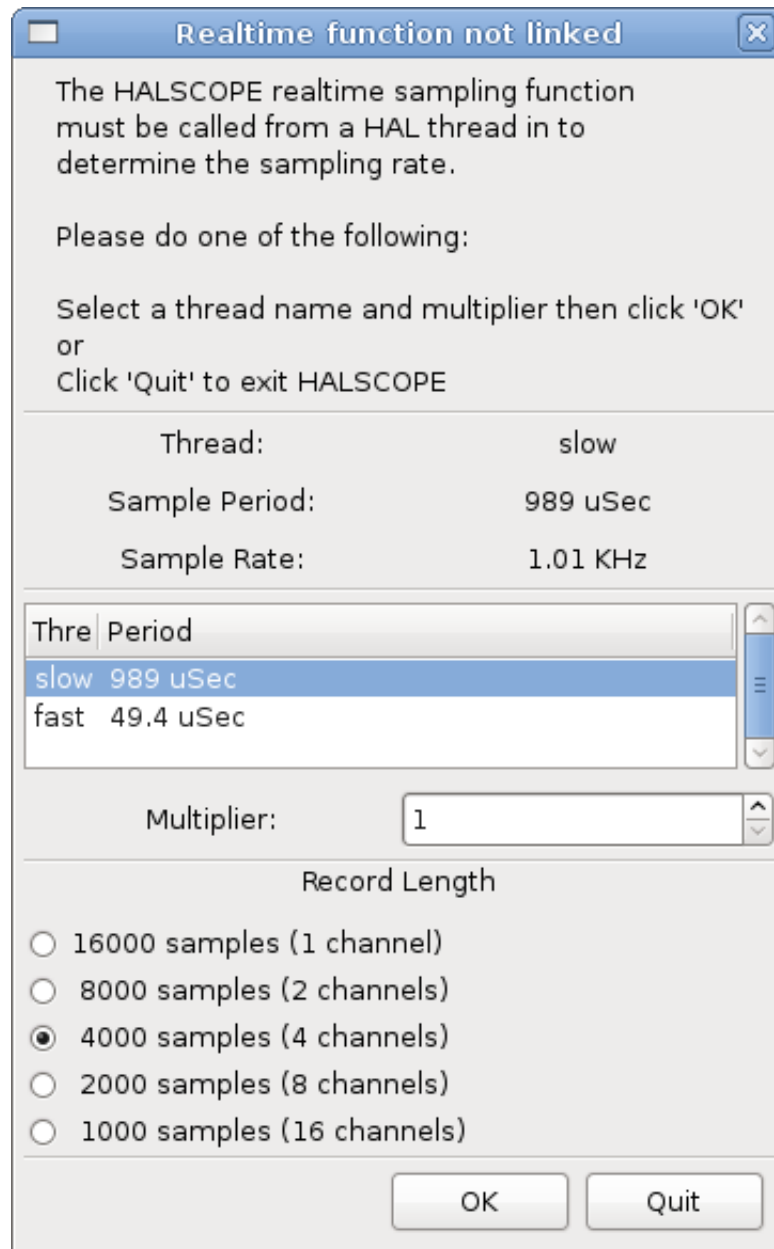 Realtime function not linked
The HALSCOPE realtime sampling function
must be called from a HAL thread in to
determine the sampling rate.
Please do one of the following:
Select a thread name and multiplier then click 'OK'
or
Click 'Quit' to exit HALSCOPE
Thread: slow
Sample Period: 989 uSec
Sample Rate: 1.01 KHz
Thre Period
slow 989 uSec
fast 49.4 uSec
Multiplier: 1
Record Length
16000 samples (1 channel)
8000 samples (2 channels)
4000 samples (4 channels)
2000 samples (8 channels)
1000 samples (16 channels)
OK Quit